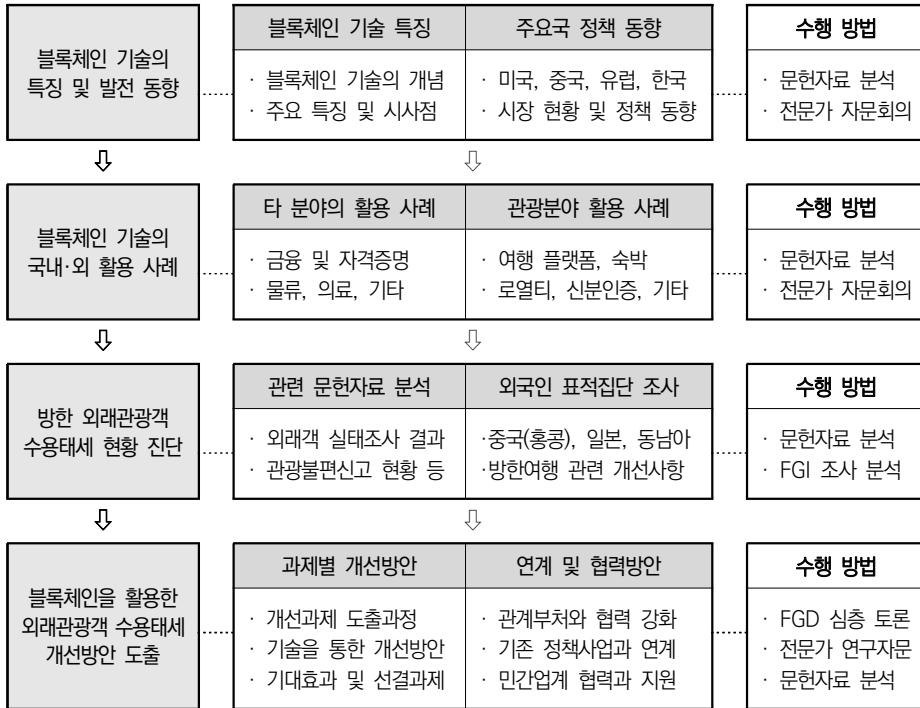 블록체인 기술의
특징 및 발전 동향
블록체인 기술 특징
· 블록체인 기술의 개념
· 주요 특징 및 시사점
주요국 정책 동향
· 미국, 중국, 유럽, 한국
· 시장 현황 및 정책 동향
수행 방법
· 문헌자료 분석
· 전문가 자문회의
⇩
⇩
블록체인 기술의
국내·외 활용 사례
타 분야의 활용 사례
· 금융 및 자격증명
· 물류, 의료, 기타
관광분야 활용 사례
· 여행 플랫폼, 숙박
· 로열티, 신분인증, 기타
수행 방법
· 문헌자료 분석
· 전문가 자문회의
⇩
⇩
방한 외래관광객
수용태세 현황 진단
관련 문헌자료 분석
· 외래객 실태조사 결과
· 관광불편신고 현황 등
외국인 표적집단 조사
·중국(홍콩), 일본, 동남아
·방한여행 관련 개선사항
수행 방법
· 문헌자료 분석
· FGI 조사 분석
⇩
⇩
블록체인을 활용한
외래관광객 수용태세
개선방안 도출
과제별 개선방안
· 개선과제 도출과정
· 기술을 통한 개선방안
· 기대효과 및 선결과제
연계 및 협력방안
· 관계부처와 협력 강화
· 기존 정책사업과 연계
· 민간업계 협력과 지원
수행 방법
· FGD 심층 토론
· 전문가 연구자문
· 문헌자료 분석